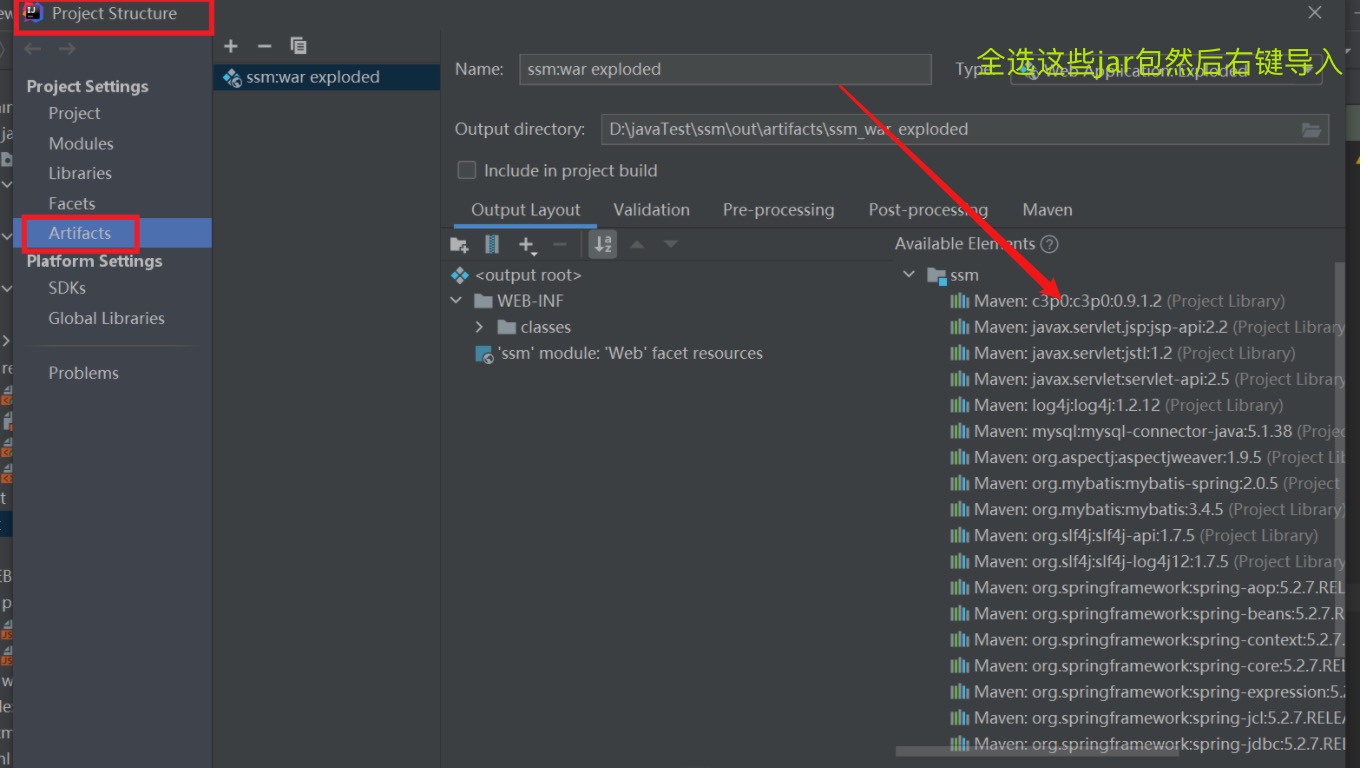 Project Structure
全选这些jar包然后右键导入
Project Settings
Project
Modules
Libraries
Facets
Artifacts
Platform Settings
SDKs
Global Libraries
Problems
ssm:war exploded
Name: ssm:war exploded
Type: Web Application: Exploded
Output directory: D:\javaTest\ssm\out\artifacts\ssm_war_exploded
Include in project build
Output Layout Validation Pre-processing Post-processing Maven
<output root>
WEB-INF
classes
'ssm' module: 'Web' facet resources
Available Elements ?
ssm
Maven: c3p0:c3p0:0.9.1.2 (Project Library)
Maven: javax.servlet.jsp:jsp-api:2.2 (Project Library
Maven: javax.servlet:jstl:1.2 (Project Library)
Maven: javax.servlet:servlet-api:2.5 (Project Library
Maven: log4j:log4j:1.2.12 (Project Library)
Maven: mysql:mysql-connector-java:5.1.38 (Projec
Maven: org.aspectj:aspectjweaver:1.9.5 (Project Lib
Maven: org.mybatis:mybatis-spring:2.0.5 (Project
Maven: org.mybatis:mybatis:3.4.5 (Project Library)
Maven: org.slf4j:slf4j-api:1.7.5 (Project Library)
Maven: org.slf4j:slf4j-log4j12:1.7.5 (Project Library
Maven: org.springframework:spring-aop:5.2.7.REL
Maven: org.springframework:spring-beans:5.2.7.R
Maven: org.springframework:spring-context:5.2.7.
Maven: org.springframework:spring-core:5.2.7.REL
Maven: org.springframework:spring-expression:5.2
Maven: org.springframework:spring-jcl:5.2.7.RELEA
Maven: org.springframework:spring-jdbc:5.2.7.REL